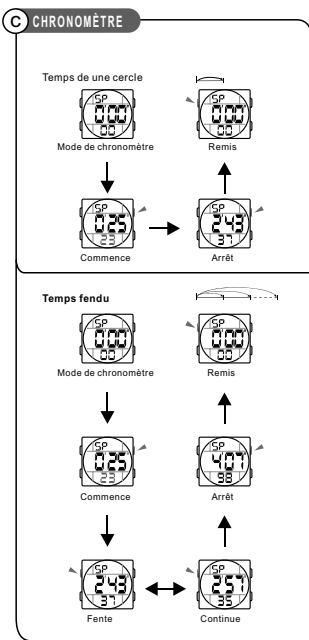 C CHRONOMÈTRE
Temps de une cercle
SP
0:00
00
SP
0:00
00
Mode de chronomètre
Remis
SP
0:25
23
SP
2:43
37
Commence
Arrêt
Temps fendu
SP
0:00
00
SP
0:00
00
Mode de chronomètre
Remis
SP
0:25
23
SP
4:07
98
Commence
Arrêt
SP
2:43
37
SP
2:57
35
Fente
Continue